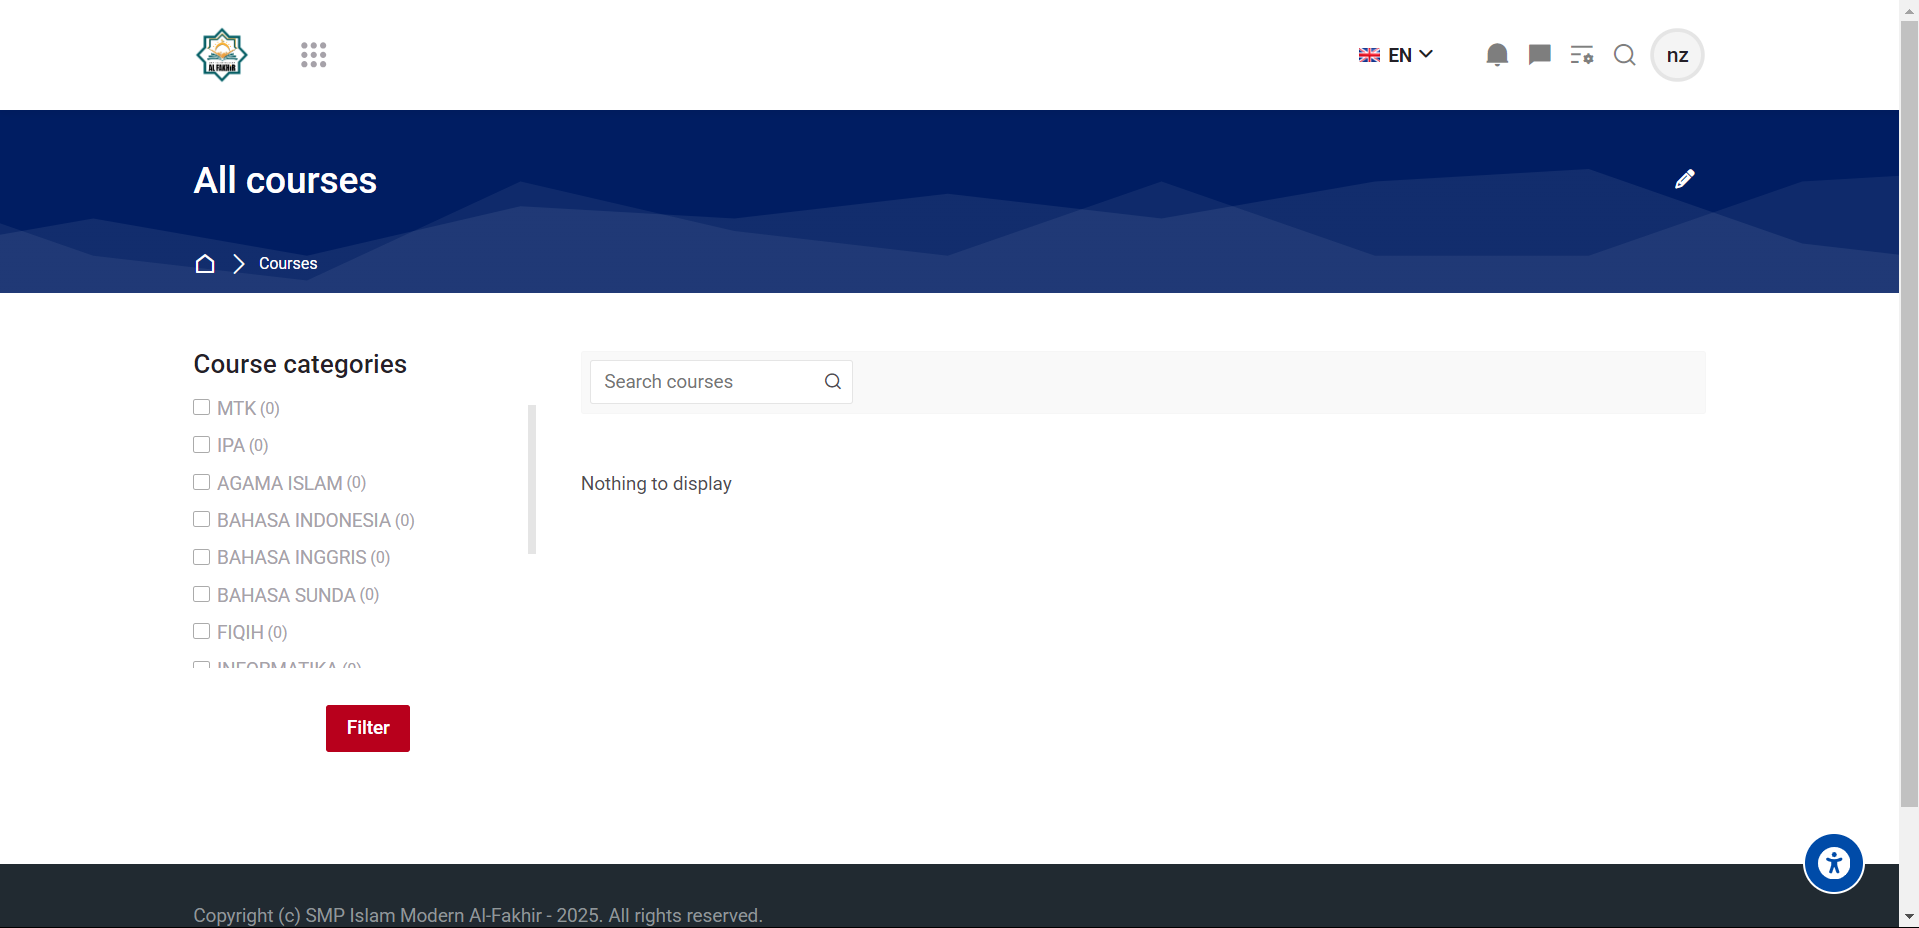 AL FAKHIR
EN
nz
All courses
Courses
Course categories
MTK (0)
IPA (0)
AGAMA ISLAM (0)
BAHASA INDONESIA (0)
BAHASA INGGRIS (0)
BAHASA SUNDA (0)
FIQIH (0)
INFORMATIKA (0)
Filter
Search courses
Nothing to display
Copyright (c) SMP Islam Modern Al-Fakhir - 2025. All rights reserved.